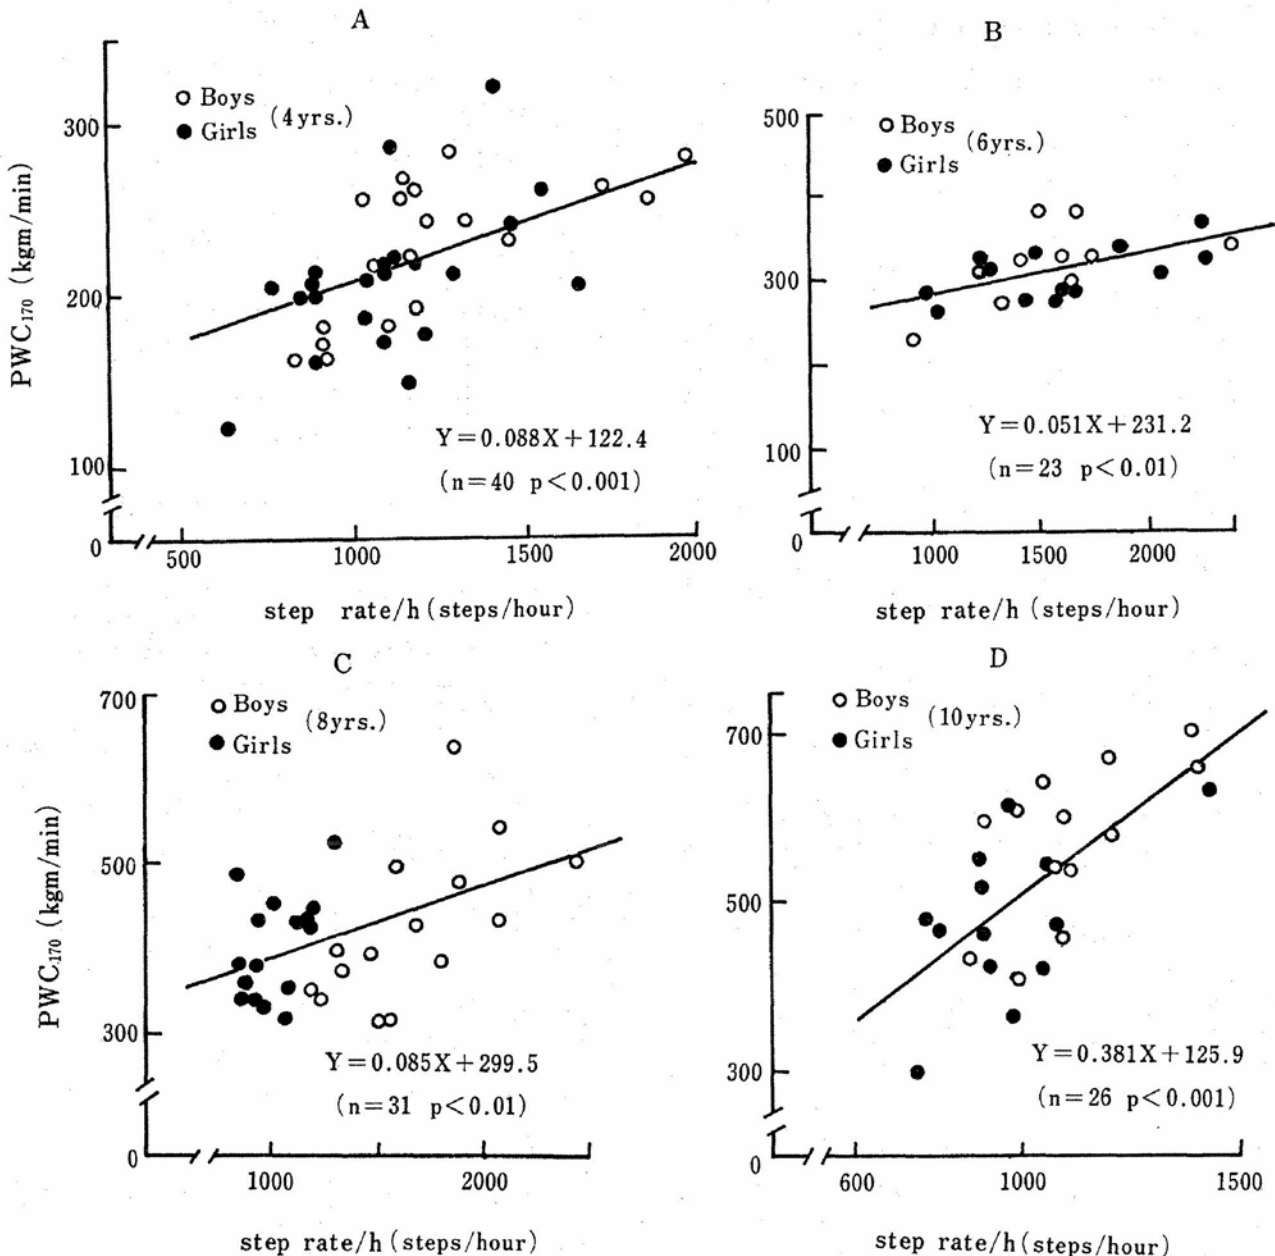 A
○ Boys
● Girls
(4yrs.)
PWC170 (kgm/min)
300
200
100
0
Y=0.088X+122.4
(n=40 p<0.001)
500 1000 1500 2000
step rate/h (steps/hour)
B
○ Boys
● Girls
(6yrs.)
500
300
100
0
Y=0.051X+231.2
(n=23 p<0.01)
1000 1500 2000
step rate/h (steps/hour)
C
○ Boys
● Girls
(8yrs.)
PWC170 (kgm/min)
700
500
300
0
Y=0.085X+299.5
(n=31 p<0.01)
1000 2000
step rate/h (steps/hour)
D
○ Boys
● Girls
(10yrs.)
700
500
300
0
Y=0.381X+125.9
(n=26 p<0.001)
600 1000 1500
step rate/h (steps/hour)